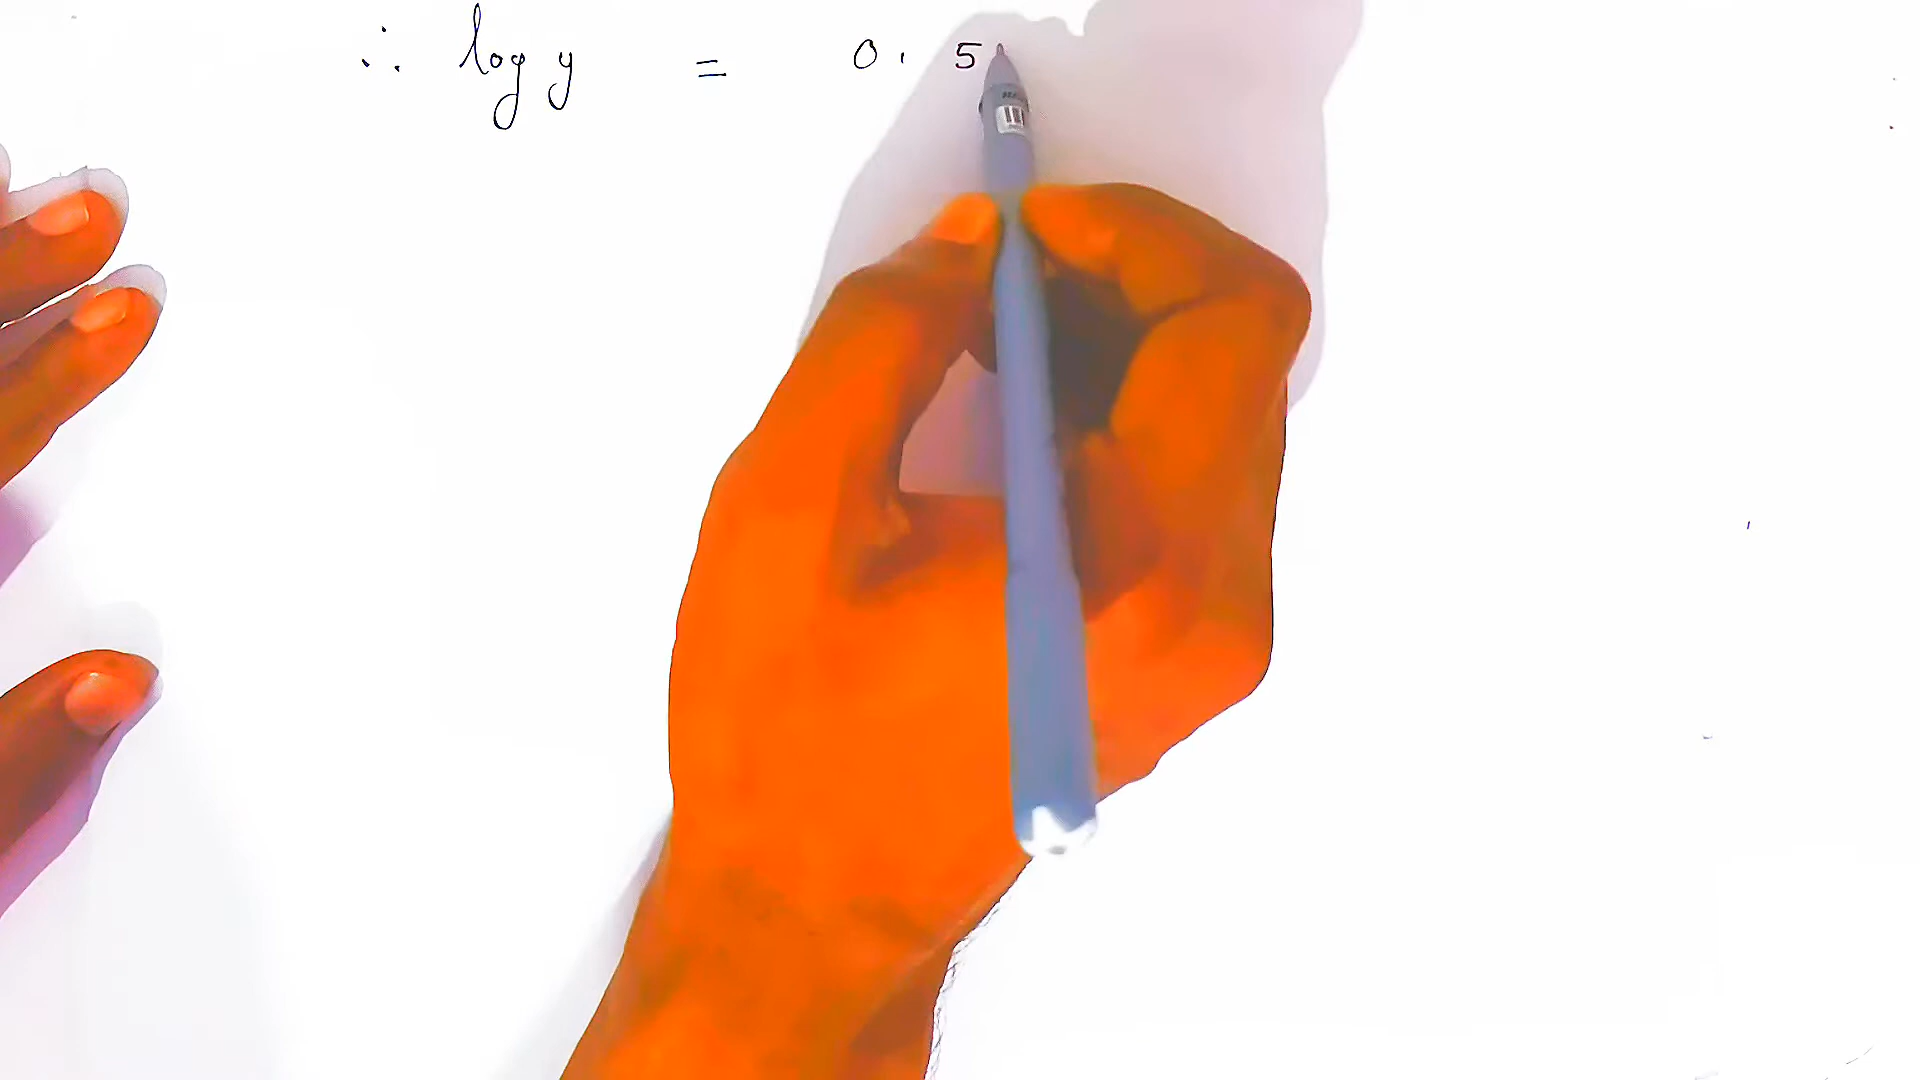 ∴ log y = 0.5